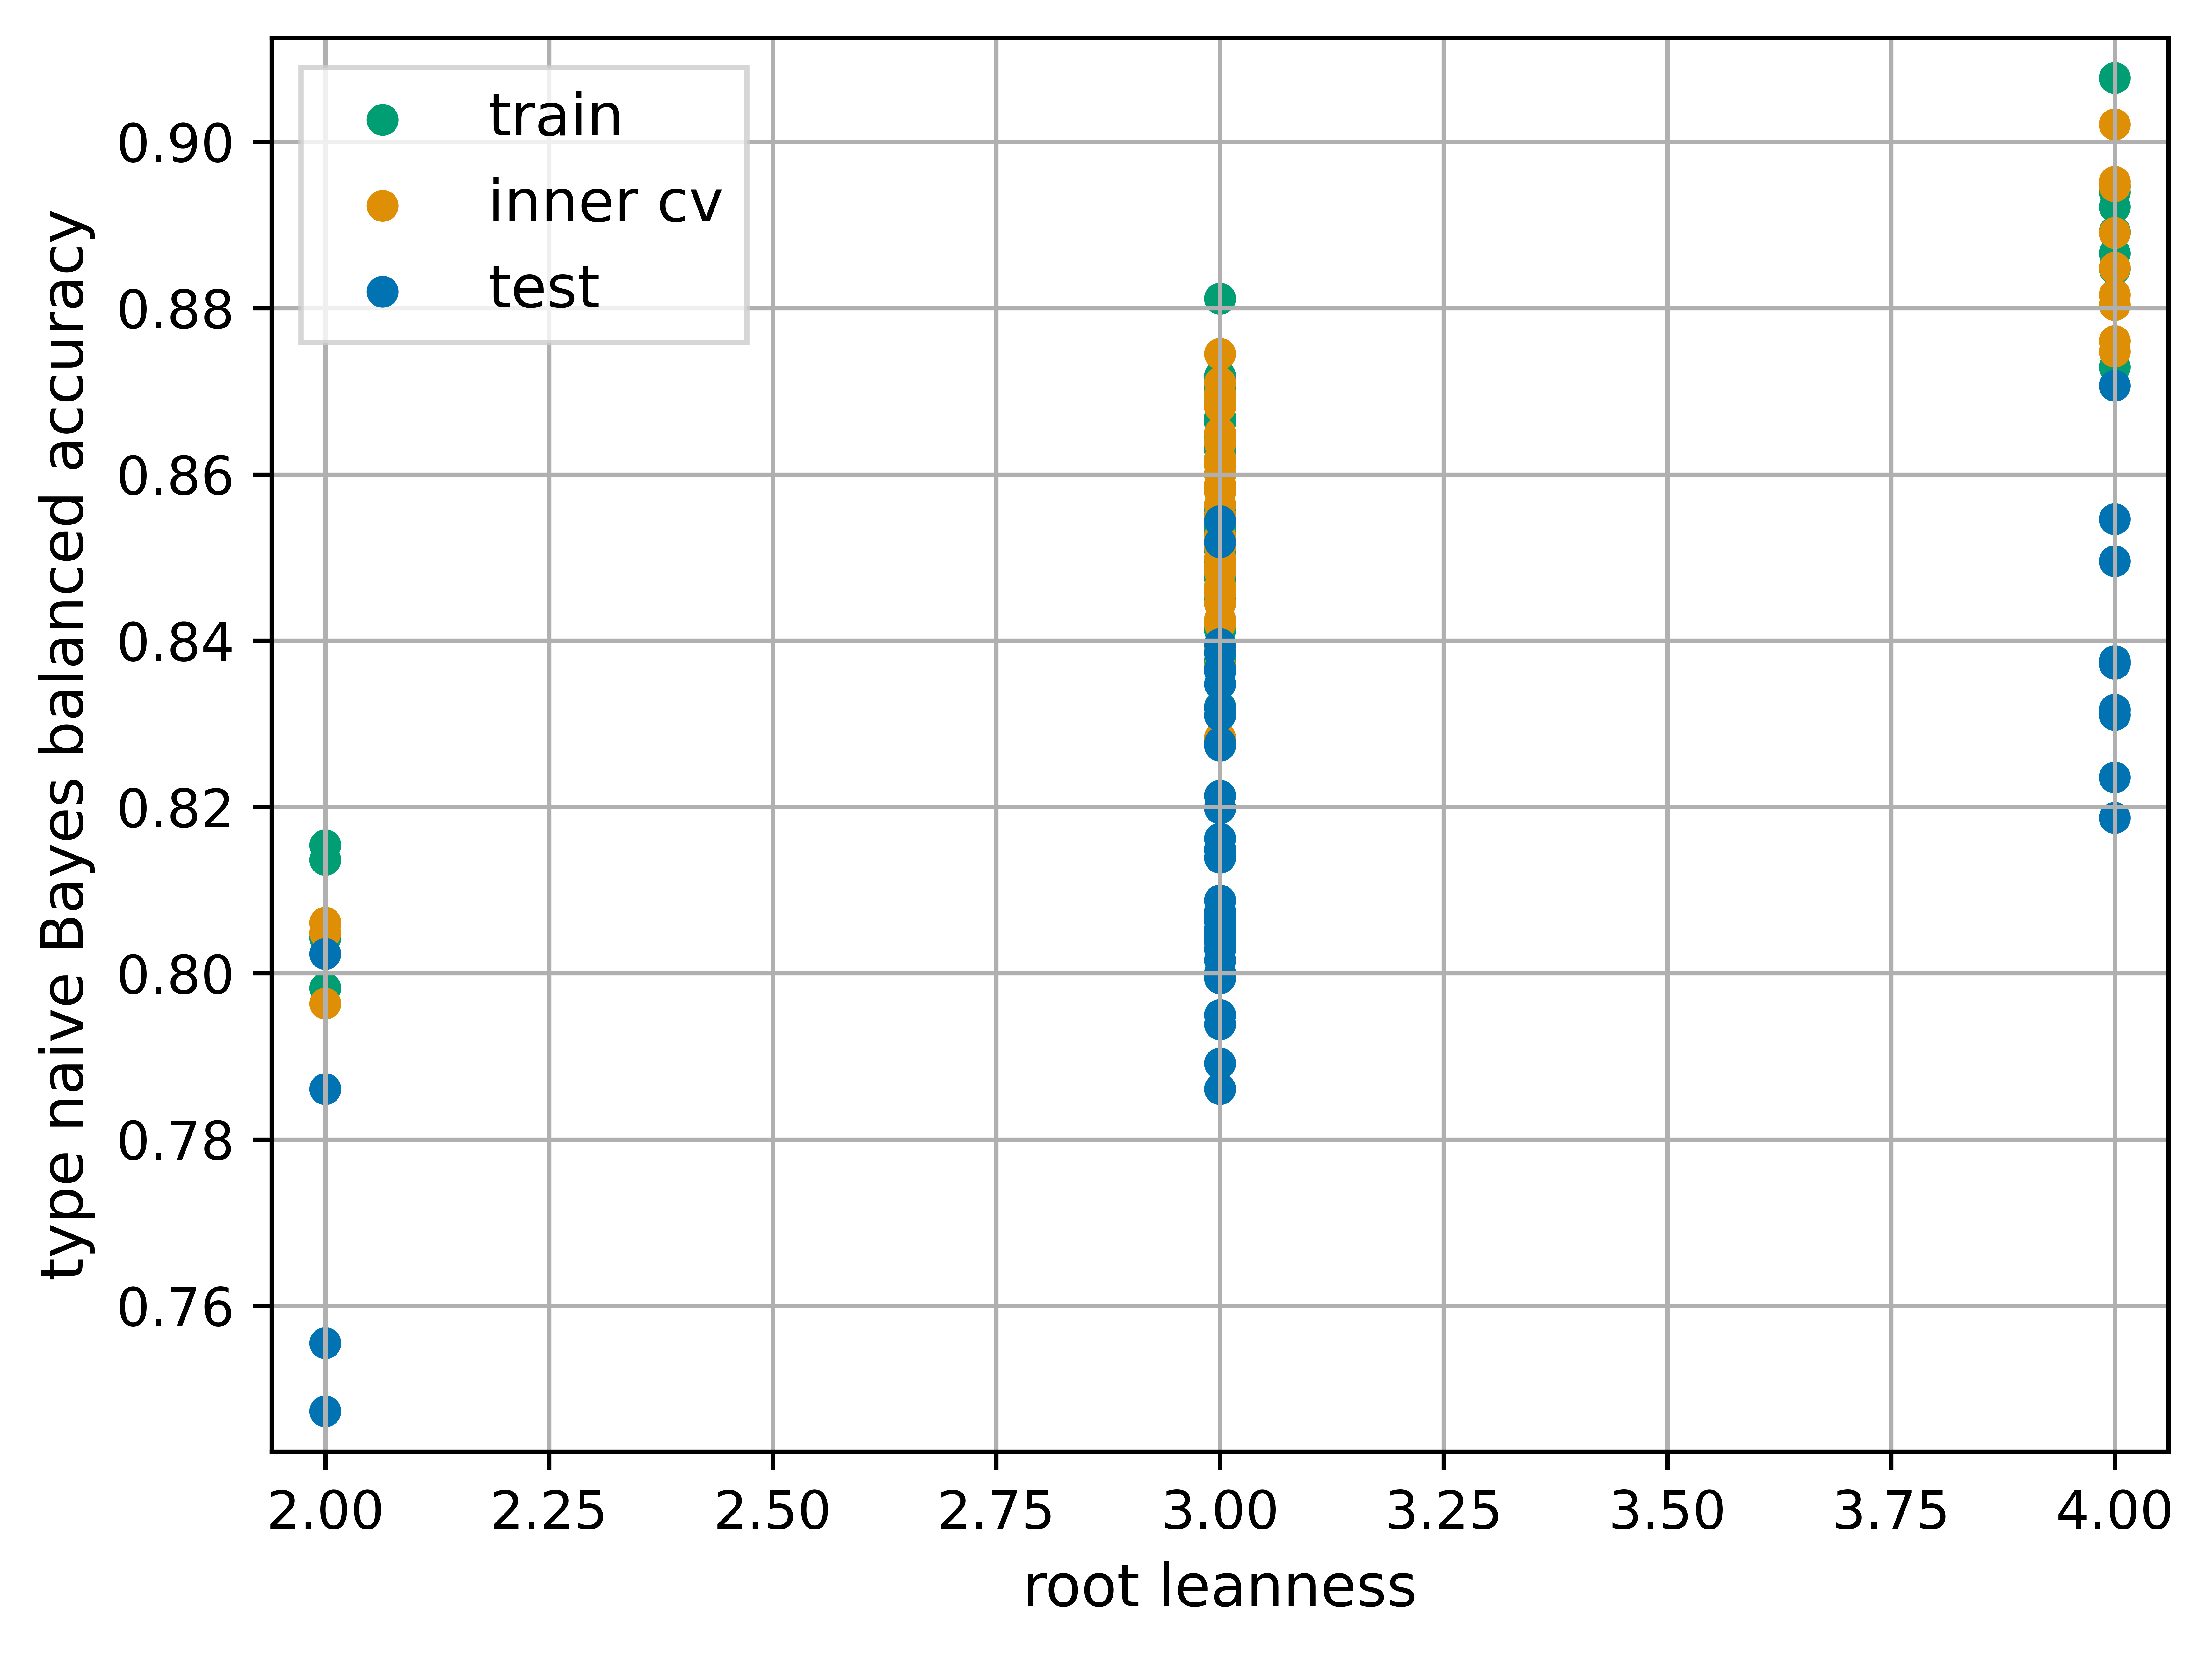 train
inner cv
test
type naive Bayes balanced accuracy
0.90
0.88
0.86
0.84
0.82
0.80
0.78
0.76
2.00 2.25 2.50 2.75 3.00 3.25 3.50 3.75 4.00
root leanness